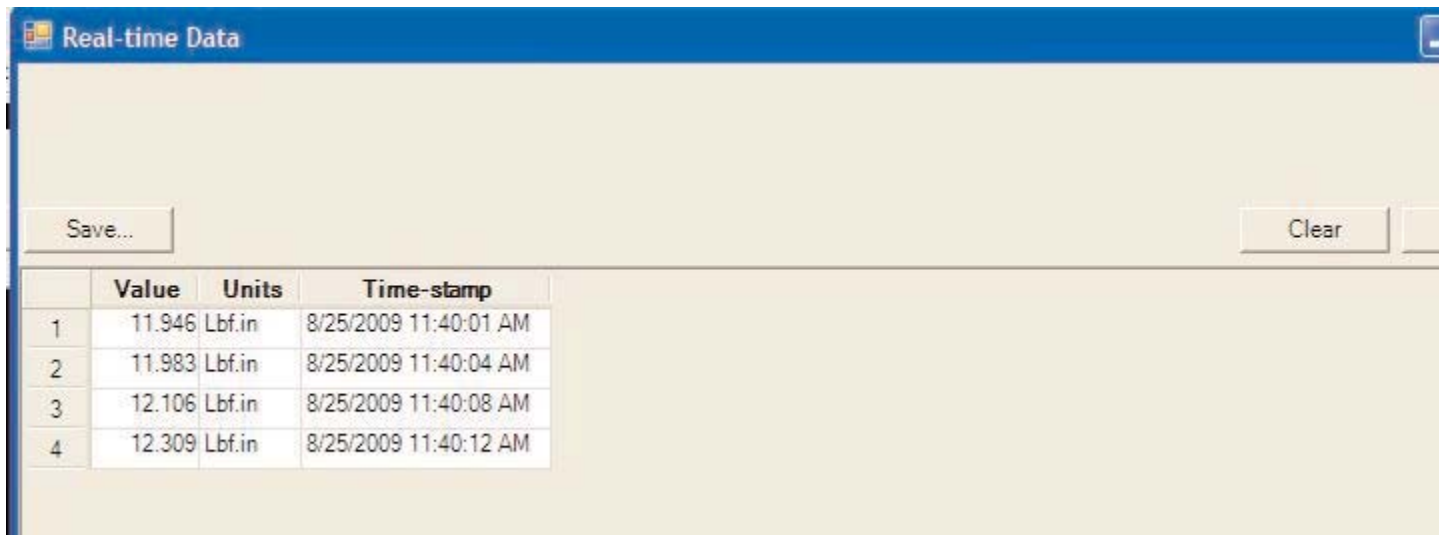 Real-time Data
Save... Clear
Value Units Time-stamp
1 11.946 Lbf.in 8/25/2009 11:40:01 AM
2 11.983 Lbf.in 8/25/2009 11:40:04 AM
3 12.106 Lbf.in 8/25/2009 11:40:08 AM
4 12.309 Lbf.in 8/25/2009 11:40:12 AM